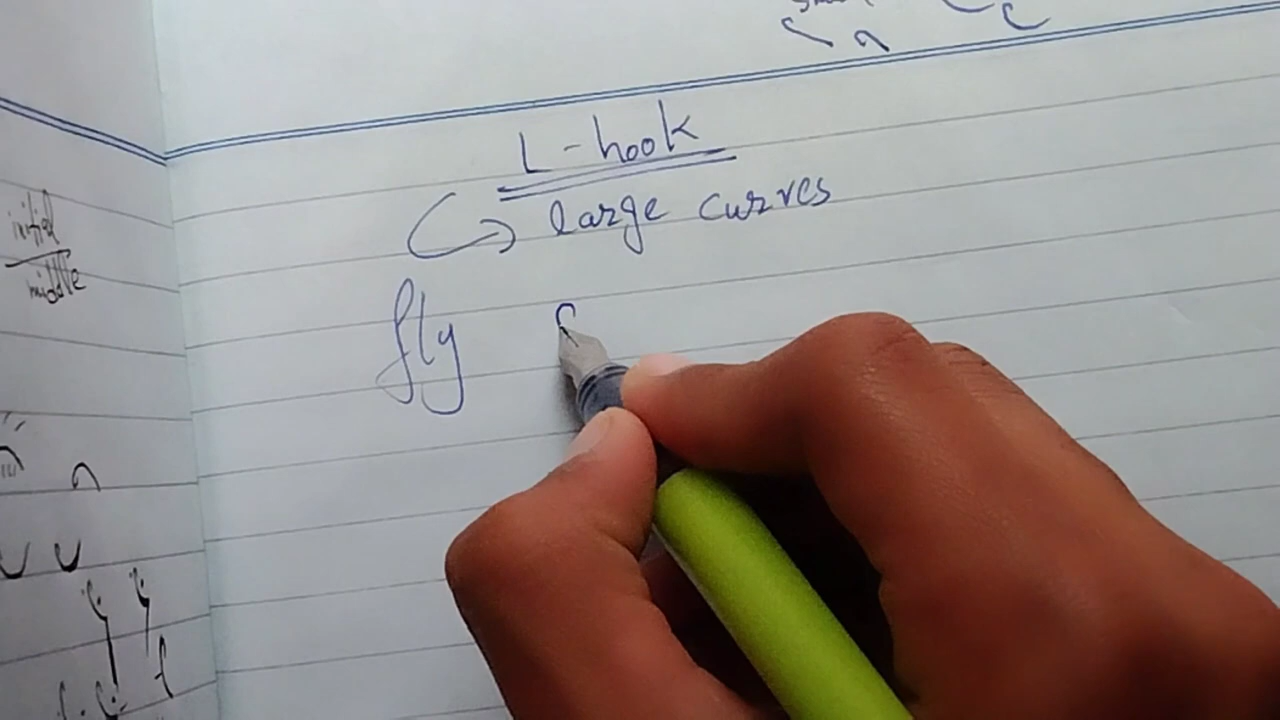 L-hook
large curves
fly
initial
middle